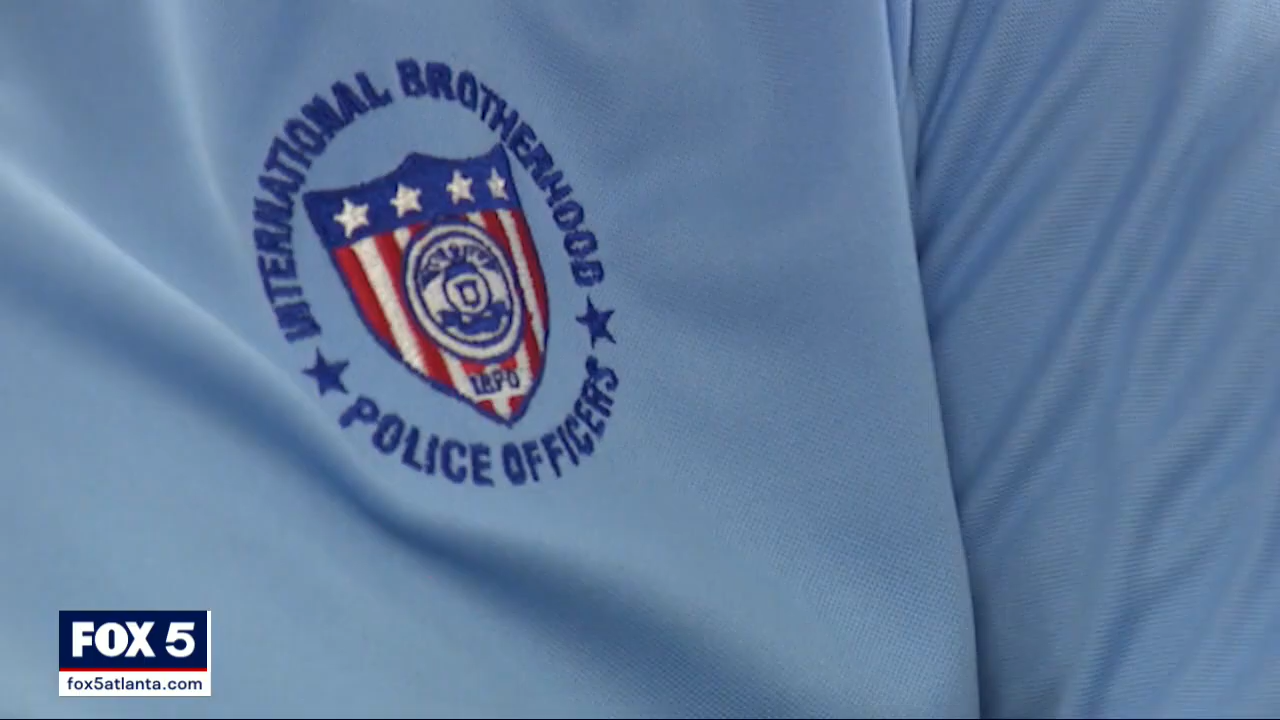 INTERNATIONAL BROTHERHOOD
POLICE OFFICERS
IBPO
FOX 5
fox5atlanta.com